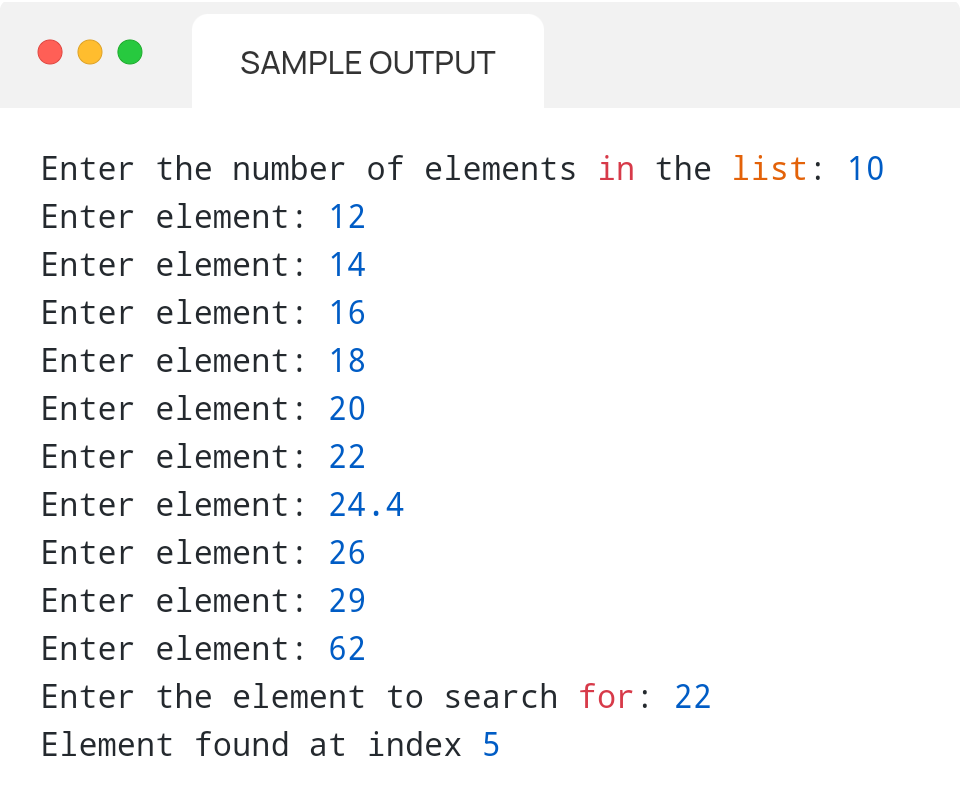 SAMPLE OUTPUT
Enter the number of elements in the list: 10
Enter element: 12
Enter element: 14
Enter element: 16
Enter element: 18
Enter element: 20
Enter element: 22
Enter element: 24.4
Enter element: 26
Enter element: 29
Enter element: 62
Enter the element to search for: 22
Element found at index 5